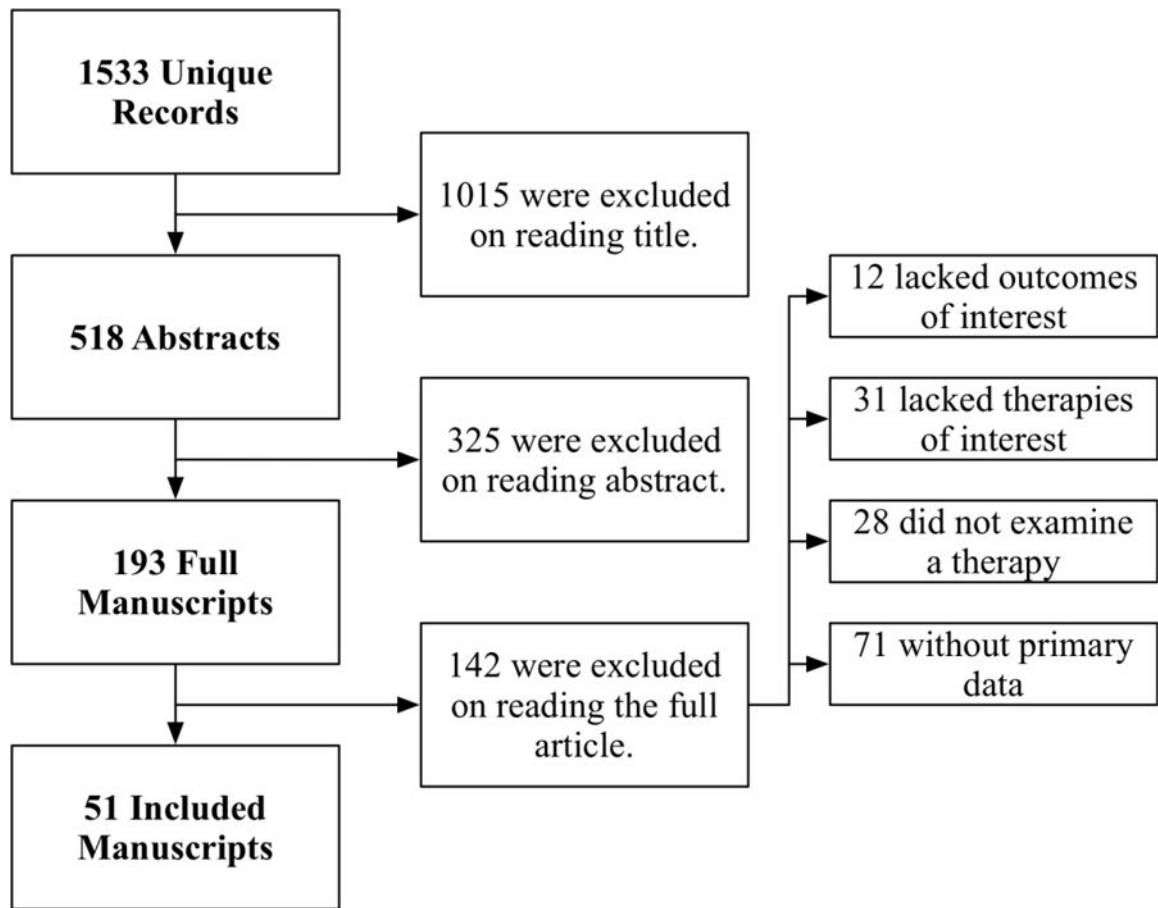 1533 Unique
Records
1015 were excluded
on reading title.
518 Abstracts
325 were excluded
on reading abstract.
193 Full
Manuscripts
142 were excluded
on reading the full
article.
51 Included
Manuscripts
12 lacked outcomes
of interest
31 lacked therapies
of interest
28 did not examine
a therapy
71 without primary
data